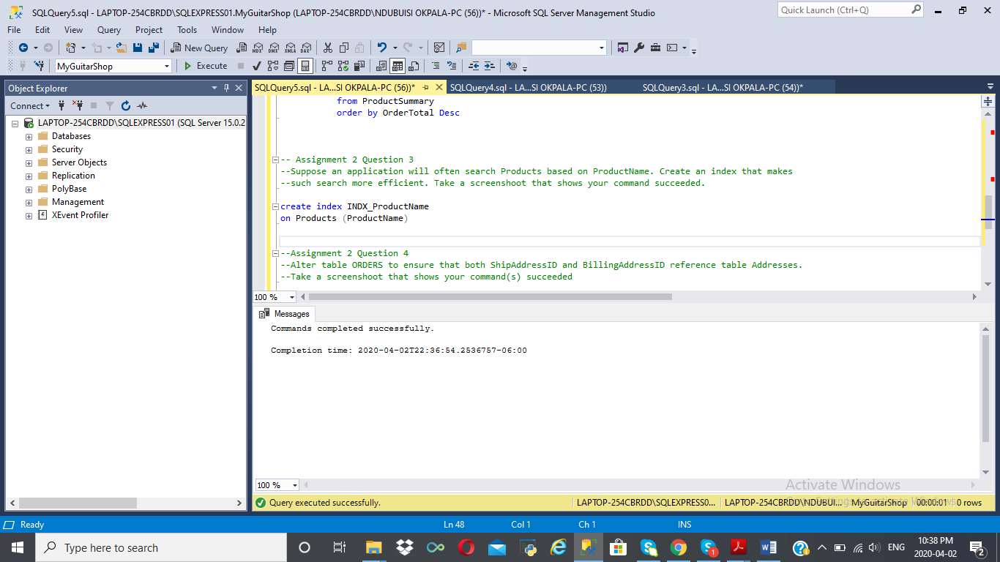 SQLQuery5.sql - LAPTOP-254CBRDD\SQLEXPRESS01.MyGuitarShop (LAPTOP-254CBRDD\NDUBUISI OKPALA-PC (56))* - Microsoft SQL Server Management Studio
Quick Launch (Ctrl+Q)
File Edit View Query Project Tools Window Help
New Query
MDX DMX XMLA DAX
MyGuitarShop
Execute
Object Explorer
Connect
LAPTOP-254CBRDD\SQLEXPRESS01 (SQL Server 15.0.2
Databases
Security
Server Objects
Replication
PolyBase
Management
XEvent Profiler
SQLQuery5.sql - LA...SI OKPALA-PC (56))*
SQLQuery4.sql - LA...SI OKPALA-PC (53))
SQLQuery3.sql - LA...SI OKPALA-PC (54))*
from ProductSummary
order by OrderTotal Desc
-- Assignment 2 Question 3
--Suppose an application will often search Products based on ProductName. Create an index that makes
--such search more efficient. Take a screenshoot that shows your command succeeded.
create index INDX_ProductName
on Products (ProductName)
--Assignment 2 Question 4
--Alter table ORDERS to ensure that both ShipAddressID and BillingAddressID reference table Addresses.
--Take a screenshoot that shows your command(s) succeeded
100 %
Messages
Commands completed successfully.
Completion time: 2020-04-02T22:36:54.2536757-06:00
100 %
Activate Windows
Query executed successfully.
LAPTOP-254CBRDD\SQLEXPRESS0...
LAPTOP-254CBRDD\NDUBUI...
MyGuitarShop
00:00:01
0 rows
Ready
Ln 48
Col 1
Ch 1
INS
Type here to search
ENG
10:38 PM
2020-04-02